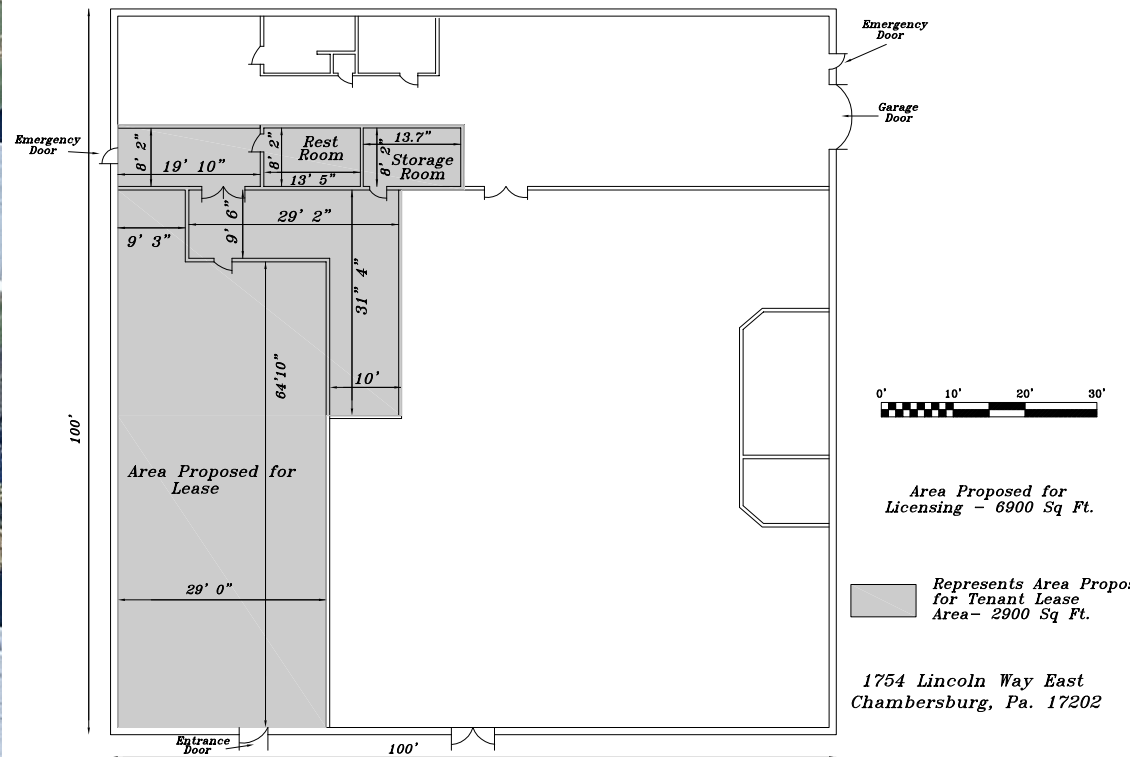 Emergency
Door
Garage
Door
Emergency
Door
8' 2"
19' 10"
8' 2"
Rest
Room
13' 5"
13.7"
8' 2"
Storage
Room
9' 3"
9' 6"
29' 2"
31" 4"
10'
64'10"
100'
Area Proposed for
Lease
29' 0"
0' 10' 20' 30'
Area Proposed for
Licensing - 6900 Sq Ft.
Represents Area Propos
for Tenant Lease
Area- 2900 Sq Ft.
1754 Lincoln Way East
Chambersburg, Pa. 17202
Entrance
Door
100'